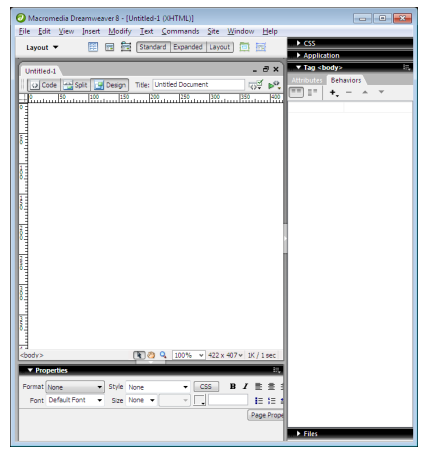 Macromedia Dreamweaver 8 - [Untitled-1 (XHTML)]
File Edit View Insert Modify Text Commands Site Window Help
Layout Standard Expanded Layout
CSS
Application
Tag <body>
Attributes Behaviors
Untitled-1
Code Split Design Title: Untitled Document
0 50 100 150 200 250 300 350 400
<body> 100% 422 x 407 1K / 1 sec
Properties
Format None Style None CSS B I
Font Default Font Size None
Page Prope
Files